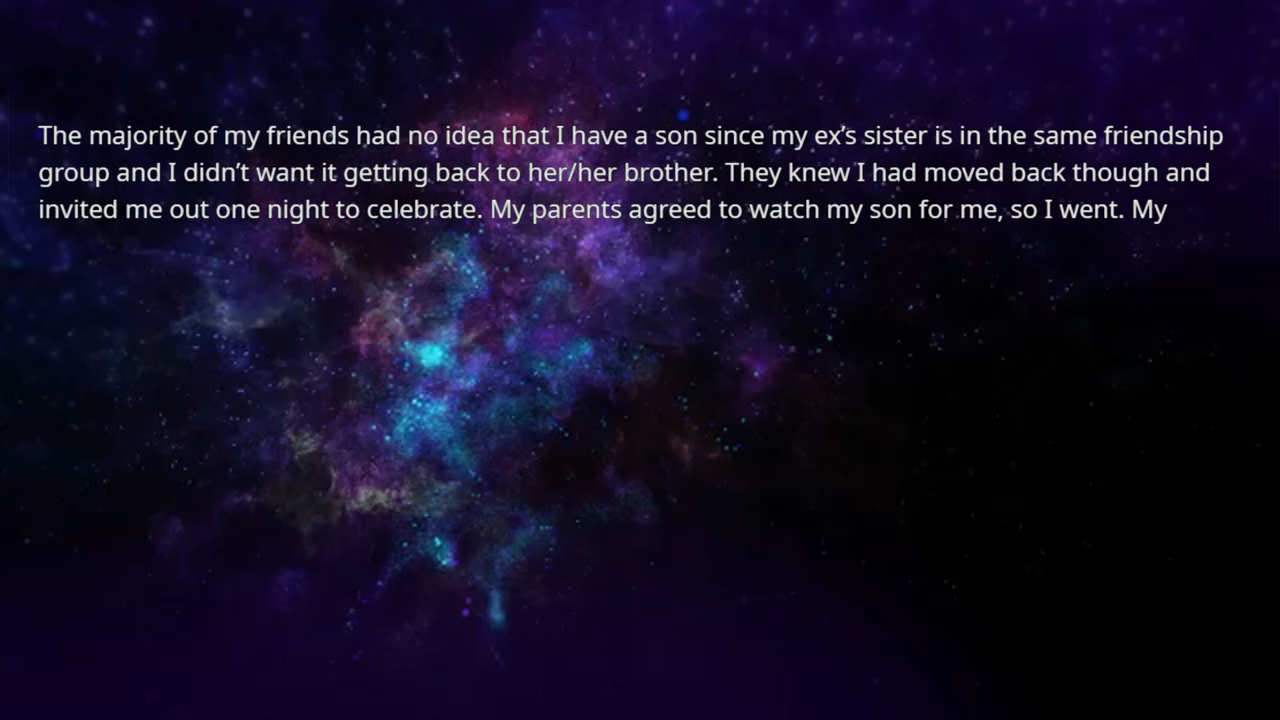 The majority of my friends had no idea that I have a son since my ex’s sister is in the same friendship
group and I didn’t want it getting back to her/her brother. They knew I had moved back though and
invited me out one night to celebrate. My parents agreed to watch my son for me, so I went. My